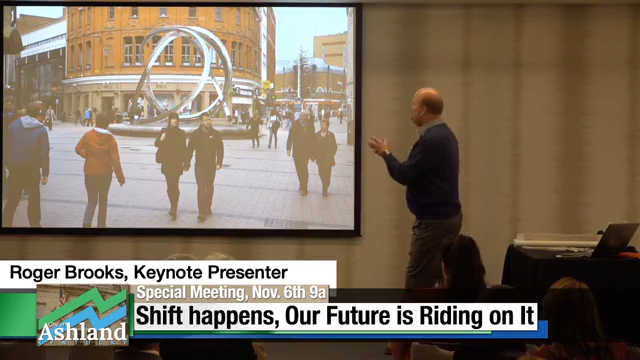 Roger Brooks, Keynote Presenter
Special Meeting, Nov. 6th 9a
Shift happens, Our Future is Riding on It
Ashland